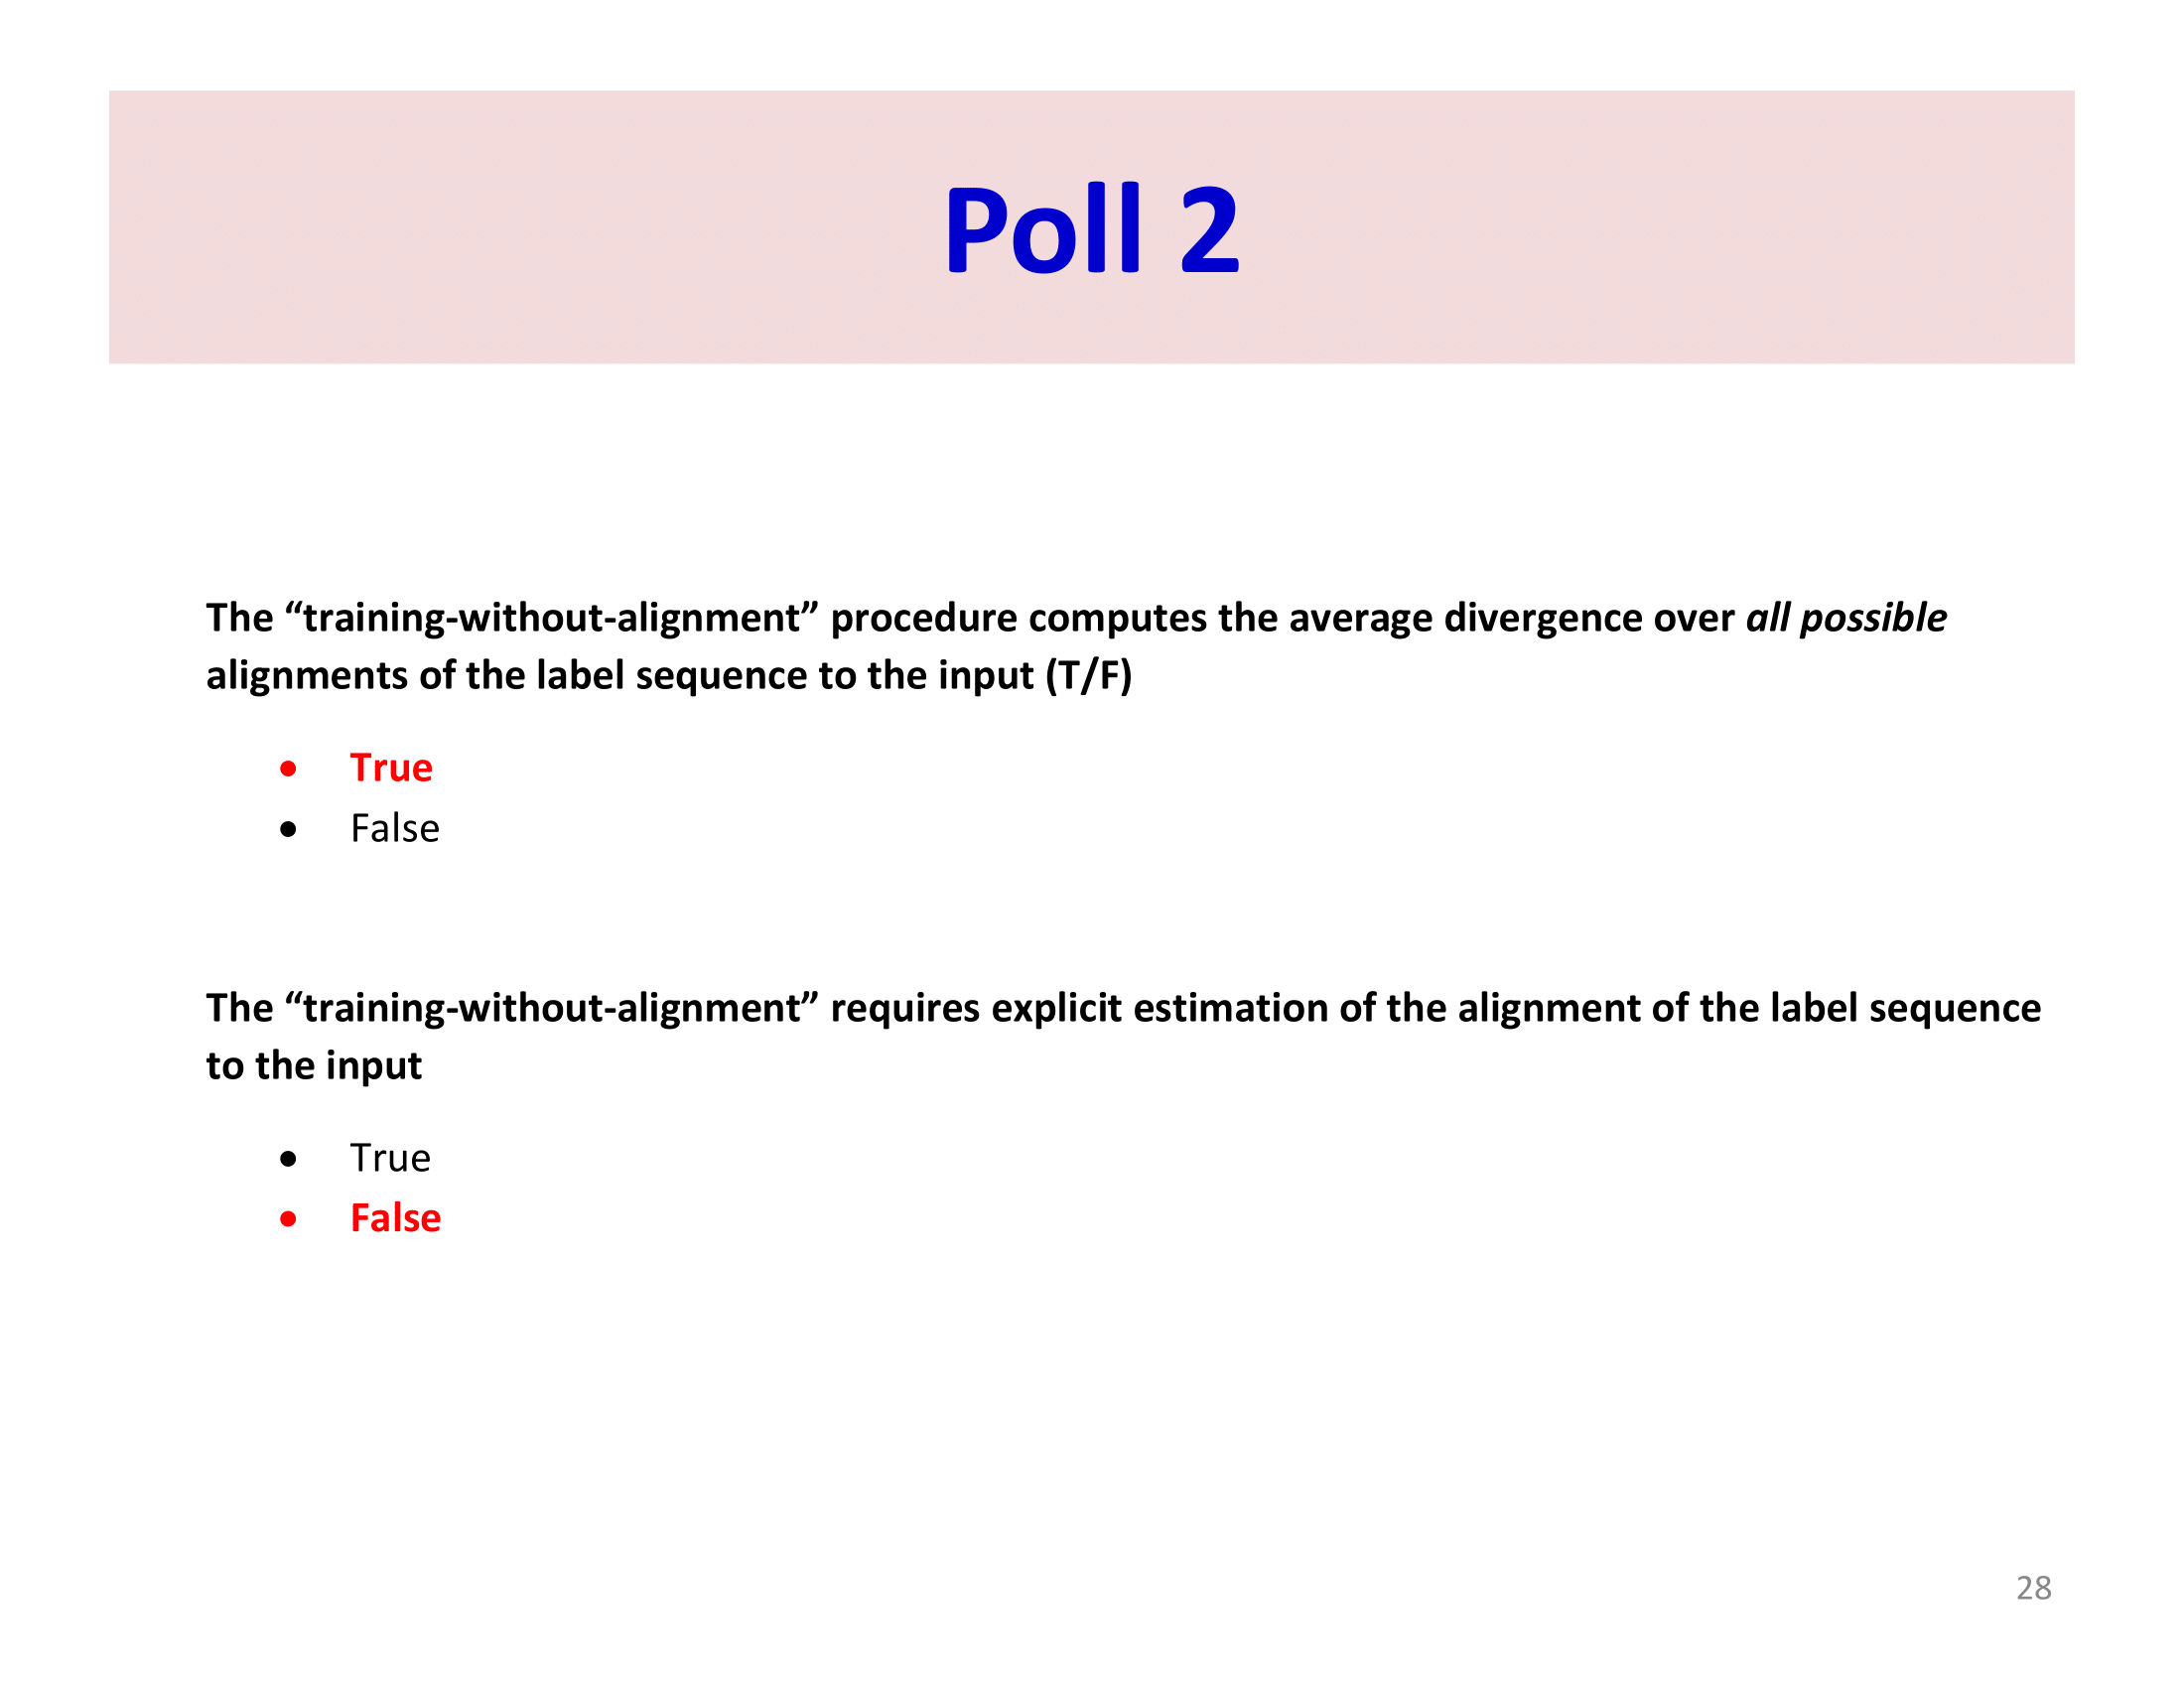 Poll 2
The “training-without-alignment” procedure computes the average divergence over all possible
alignments of the label sequence to the input (T/F)
• True
• False
The “training-without-alignment” requires explicit estimation of the alignment of the label sequence
to the input
• True
• False
28